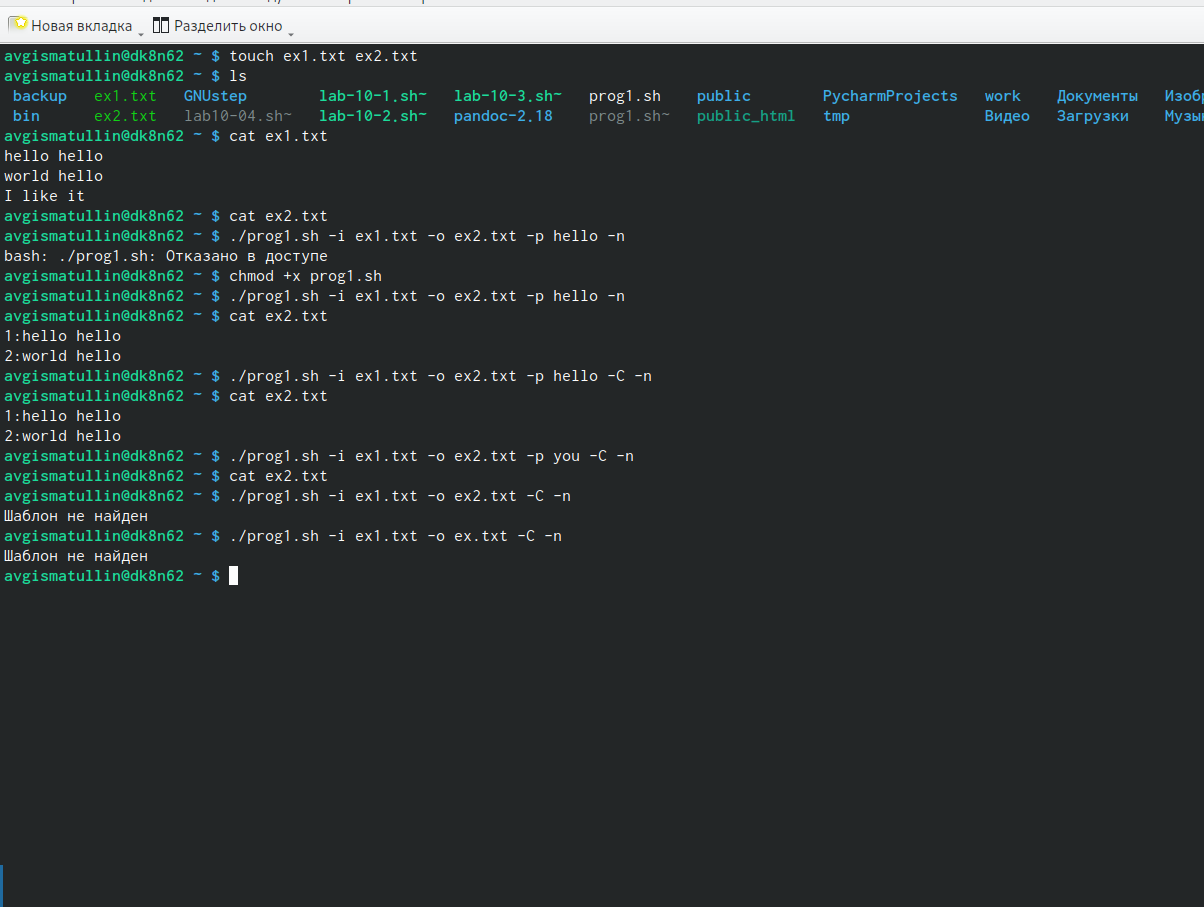 Новая вкладка Разделить окно
avgismatullin@dk8n62 ~ $ touch ex1.txt ex2.txt
avgismatullin@dk8n62 ~ $ ls
backup ex1.txt GNUstep lab-10-1.sh~ lab-10-3.sh~ prog1.sh public PycharmProjects work Документы
bin ex2.txt lab10-04.sh~ lab-10-2.sh~ pandoc-2.18 prog1.sh~ public_html tmp Видео Загрузки
avgismatullin@dk8n62 ~ $ cat ex1.txt
hello hello
world hello
I like it
avgismatullin@dk8n62 ~ $ cat ex2.txt
avgismatullin@dk8n62 ~ $ ./prog1.sh -i ex1.txt -o ex2.txt -p hello -n
bash: ./prog1.sh: Отказано в доступе
avgismatullin@dk8n62 ~ $ chmod +x prog1.sh
avgismatullin@dk8n62 ~ $ ./prog1.sh -i ex1.txt -o ex2.txt -p hello -n
avgismatullin@dk8n62 ~ $ cat ex2.txt
1:hello hello
2:world hello
avgismatullin@dk8n62 ~ $ ./prog1.sh -i ex1.txt -o ex2.txt -p hello -C -n
avgismatullin@dk8n62 ~ $ cat ex2.txt
1:hello hello
2:world hello
avgismatullin@dk8n62 ~ $ ./prog1.sh -i ex1.txt -o ex2.txt -p you -C -n
avgismatullin@dk8n62 ~ $ cat ex2.txt
avgismatullin@dk8n62 ~ $ ./prog1.sh -i ex1.txt -o ex2.txt -C -n
Шаблон не найден
avgismatullin@dk8n62 ~ $ ./prog1.sh -i ex1.txt -o ex.txt -C -n
Шаблон не найден
avgismatullin@dk8n62 ~ $